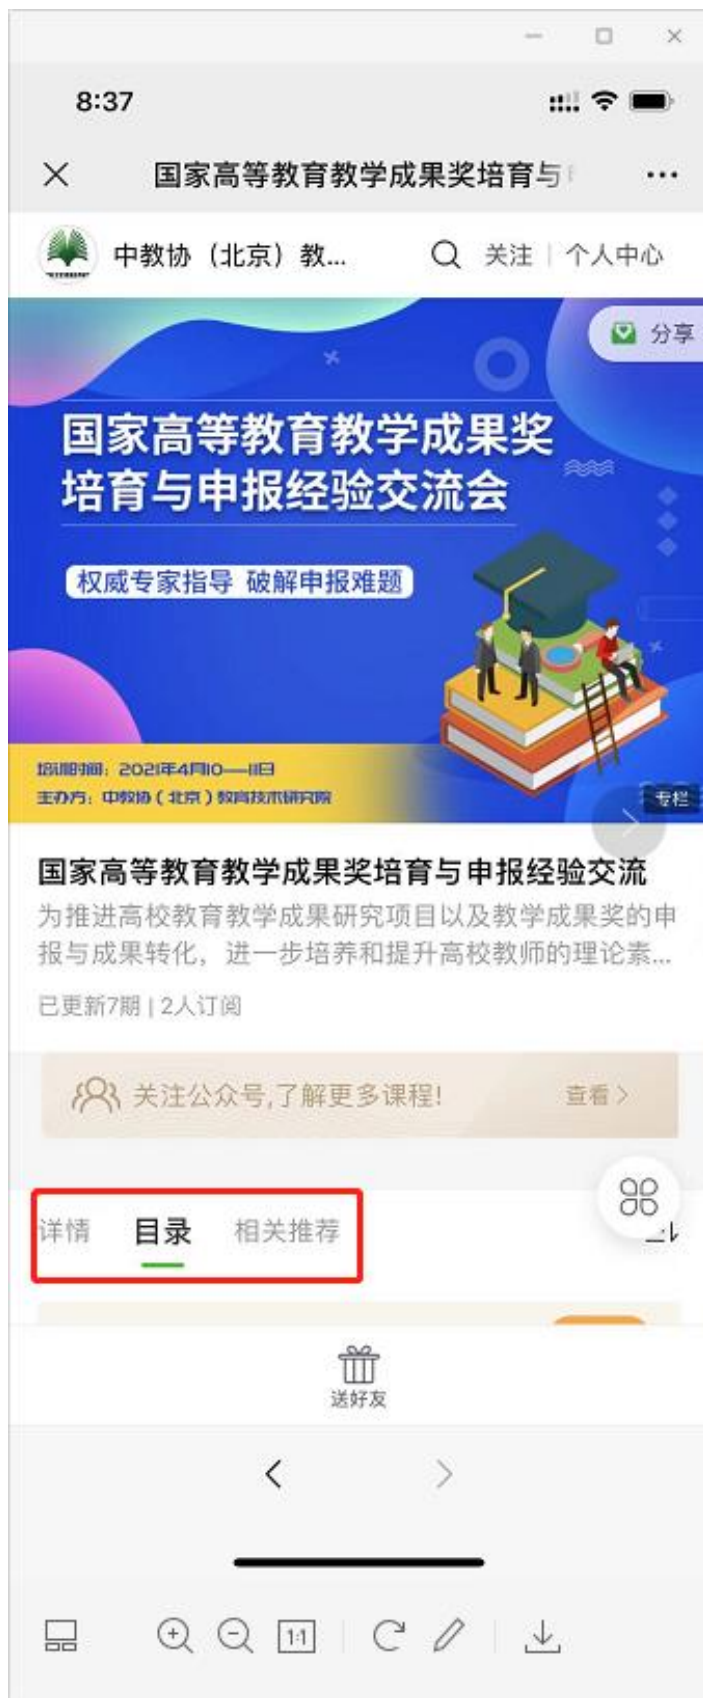 8:37
国家高等教育教学成果奖培育与
中教协（北京）教... 关注 | 个人中心
分享
国家高等教育教学成果奖
培育与申报经验交流会
权威专家指导 破解申报难题
培训时间：2021年4月10——11日
主办方：中教协（北京）教育技术研究院
专栏
国家高等教育教学成果奖培育与申报经验交流
为推进高校教育教学成果研究项目以及教学成果奖的申
报与成果转化，进一步培养和提升高校教师的理论素...
已更新7期 | 2人订阅
关注公众号,了解更多课程! 查看
详情 目录 相关推荐
送好友
1:1